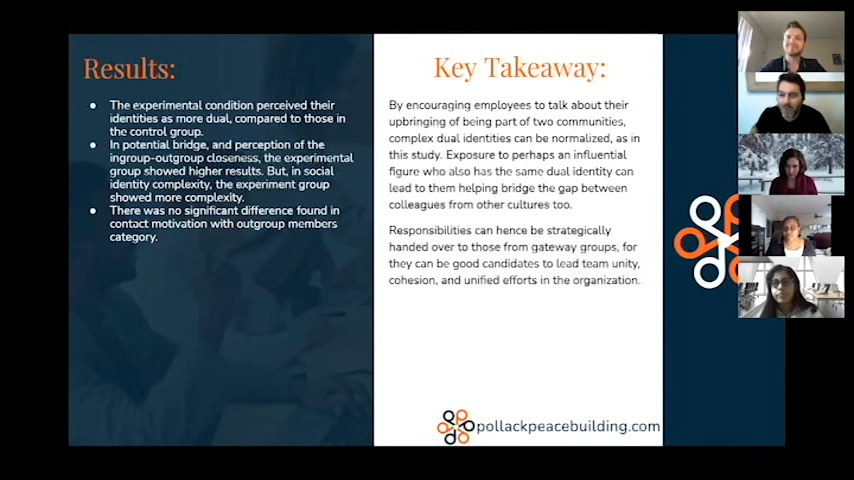 Results:
● The experimental condition perceived their
identities as more dual, compared to those in
the control group.
● In potential bridge, and perception of the
ingroup-outgroup closeness, the experimental
group showed higher results. But, in social
identity complexity, the experiment group
showed more complexity.
● There was no significant difference found in
contact motivation with outgroup members
category.
Key Takeaway:
By encouraging employees to talk about their
upbringing of being part of two communities,
complex dual identities can be normalized, as in
this study. Exposure to perhaps an influential
figure who also has the same dual identity can
lead to them helping bridge the gap between
colleagues from other cultures too.
Responsibilities can hence be strategically
handed over to those from gateway groups, for
they can be good candidates to lead team unity,
cohesion, and unified efforts in the organization.
pollackpeacebuilding.com